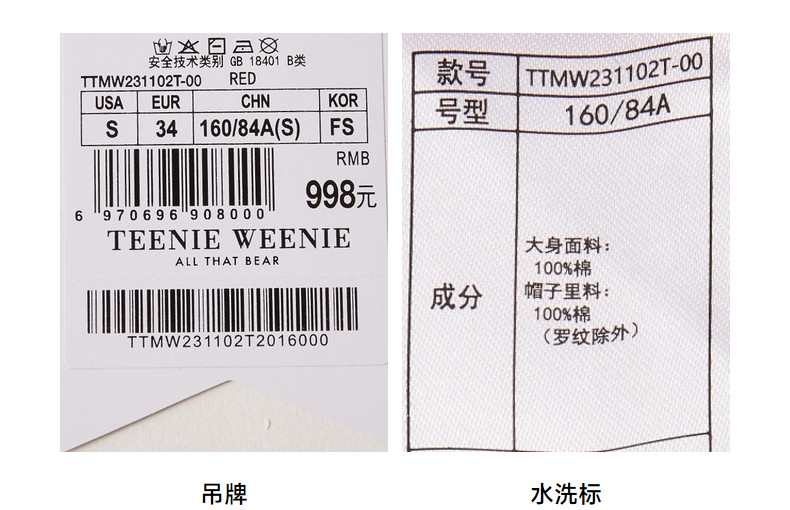 安全技术类别 GB 18401 B类
TTMW231102T-00 RED
USA EUR CHN KOR
S 34 160/84A(S) FS
RMB
998元
6 970696 908000
TEENIE WEENIE
ALL THAT BEAR
TTMW231102T2016000
吊牌
款号 TTMW231102T-00
号型 160/84A
成分
大身面料：
100%棉
帽子里料：
100%棉
（罗纹除外）
水洗标